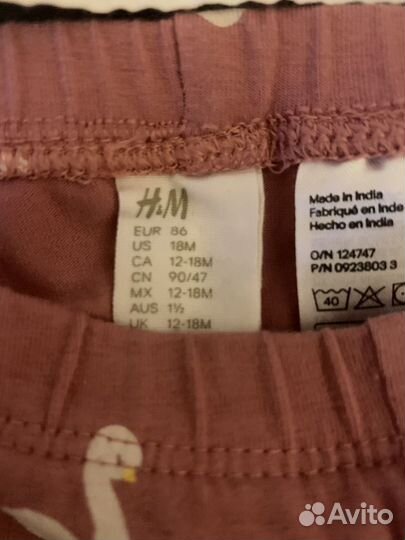 H&M
EUR 86
US 18M
CA 12-18M
CN 90/47
MX 12-18M
AUS 1½
UK 12-18M
Made in India
Fabriqué en Inde
Hecho en India
O/N 124747
P/N 0923803 3
40
Avito